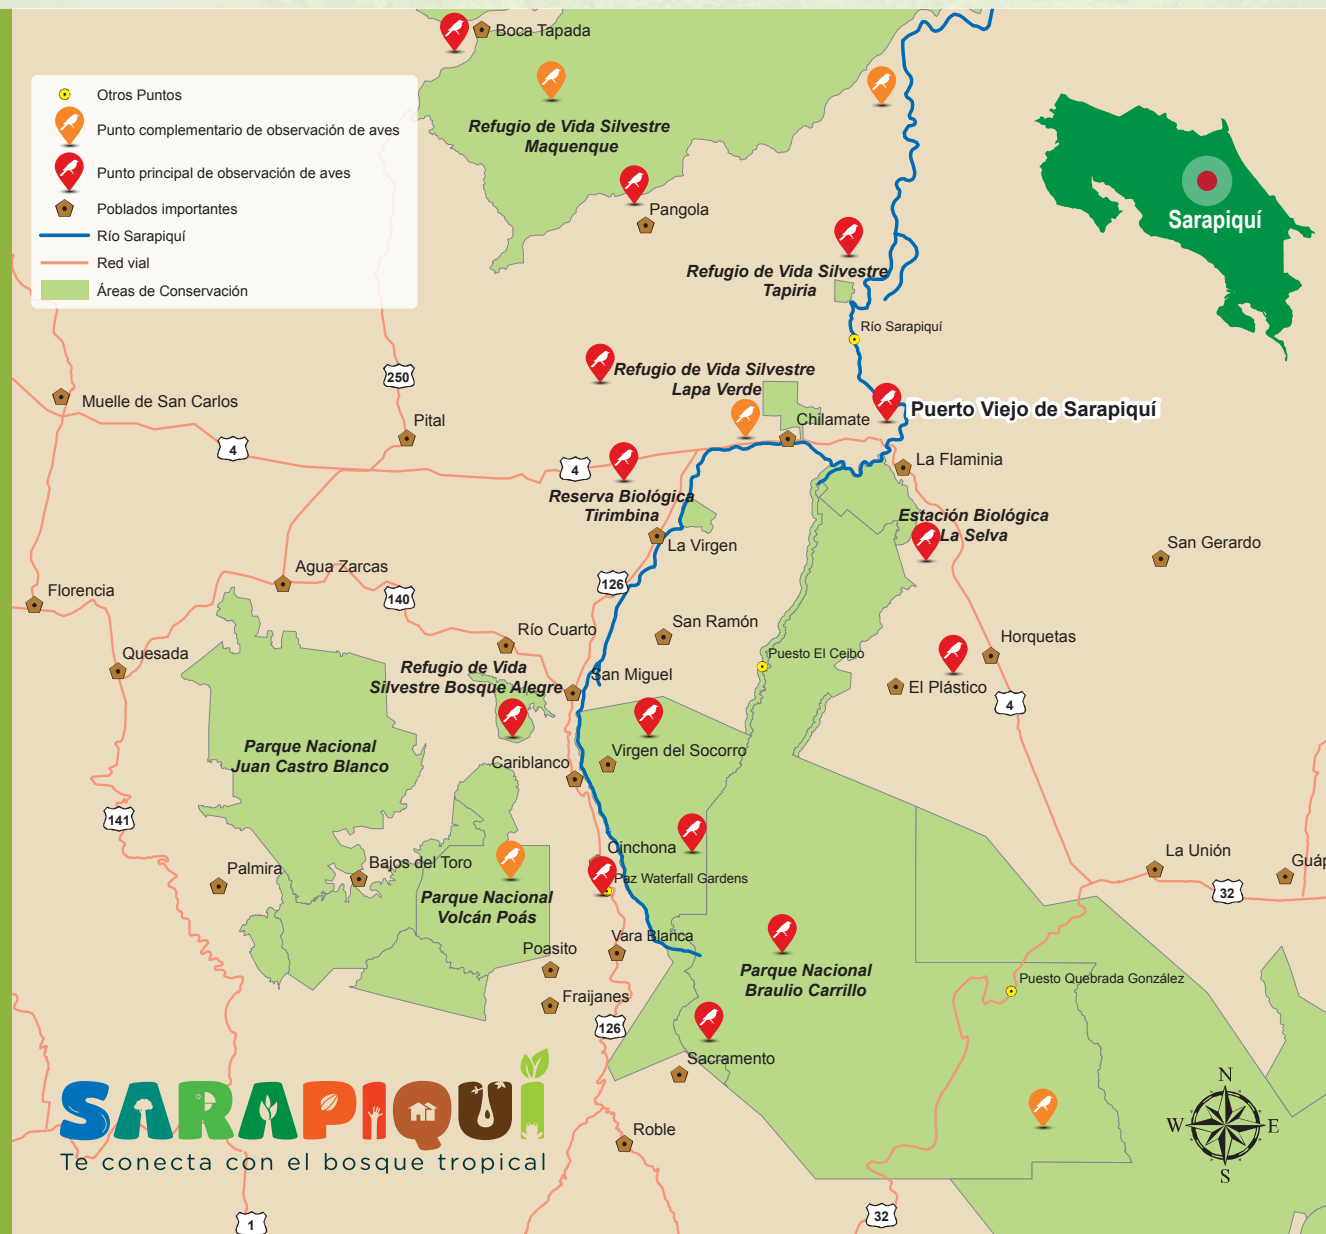 Boca Tapada
Otros Puntos
Punto complementario de observación de aves
Punto principal de observación de aves
Poblados importantes
Río Sarapiquí
Red vial
Áreas de Conservación
Refugio de Vida Silvestre
Maquenque
Pangola
Sarapiquí
Refugio de Vida Silvestre
Tapiria
Río Sarapiquí
250
Refugio de Vida Silvestre
Lapa Verde
Muelle de San Carlos
Pital
Chilamate
Puerto Viejo de Sarapiquí
4
4
La Flaminia
Reserva Biológica
Tirimbina
Estación Biológica
La Selva
La Virgen
San Gerardo
Agua Zarcas
Florencia
140
126
Río Cuarto
San Ramón
Horquetas
Quesada
Puesto El Ceibo
Refugio de Vida
Silvestre Bosque Alegre
San Miguel
El Plástico
4
Parque Nacional
Juan Castro Blanco
Virgen del Socorro
Cariblanco
141
Cinchona
La Unión
Palmira
Bajos del Toro
Paz Waterfall Gardens
32
Parque Nacional
Volcán Poás
Vara Blanca
Poasito
Parque Nacional
Braulio Carrillo
Puesto Quebrada González
Fraijanes
126
Sacramento
SARAPIQUÍ
Te conecta con el bosque tropical
Roble
N
W
E
S
1
32